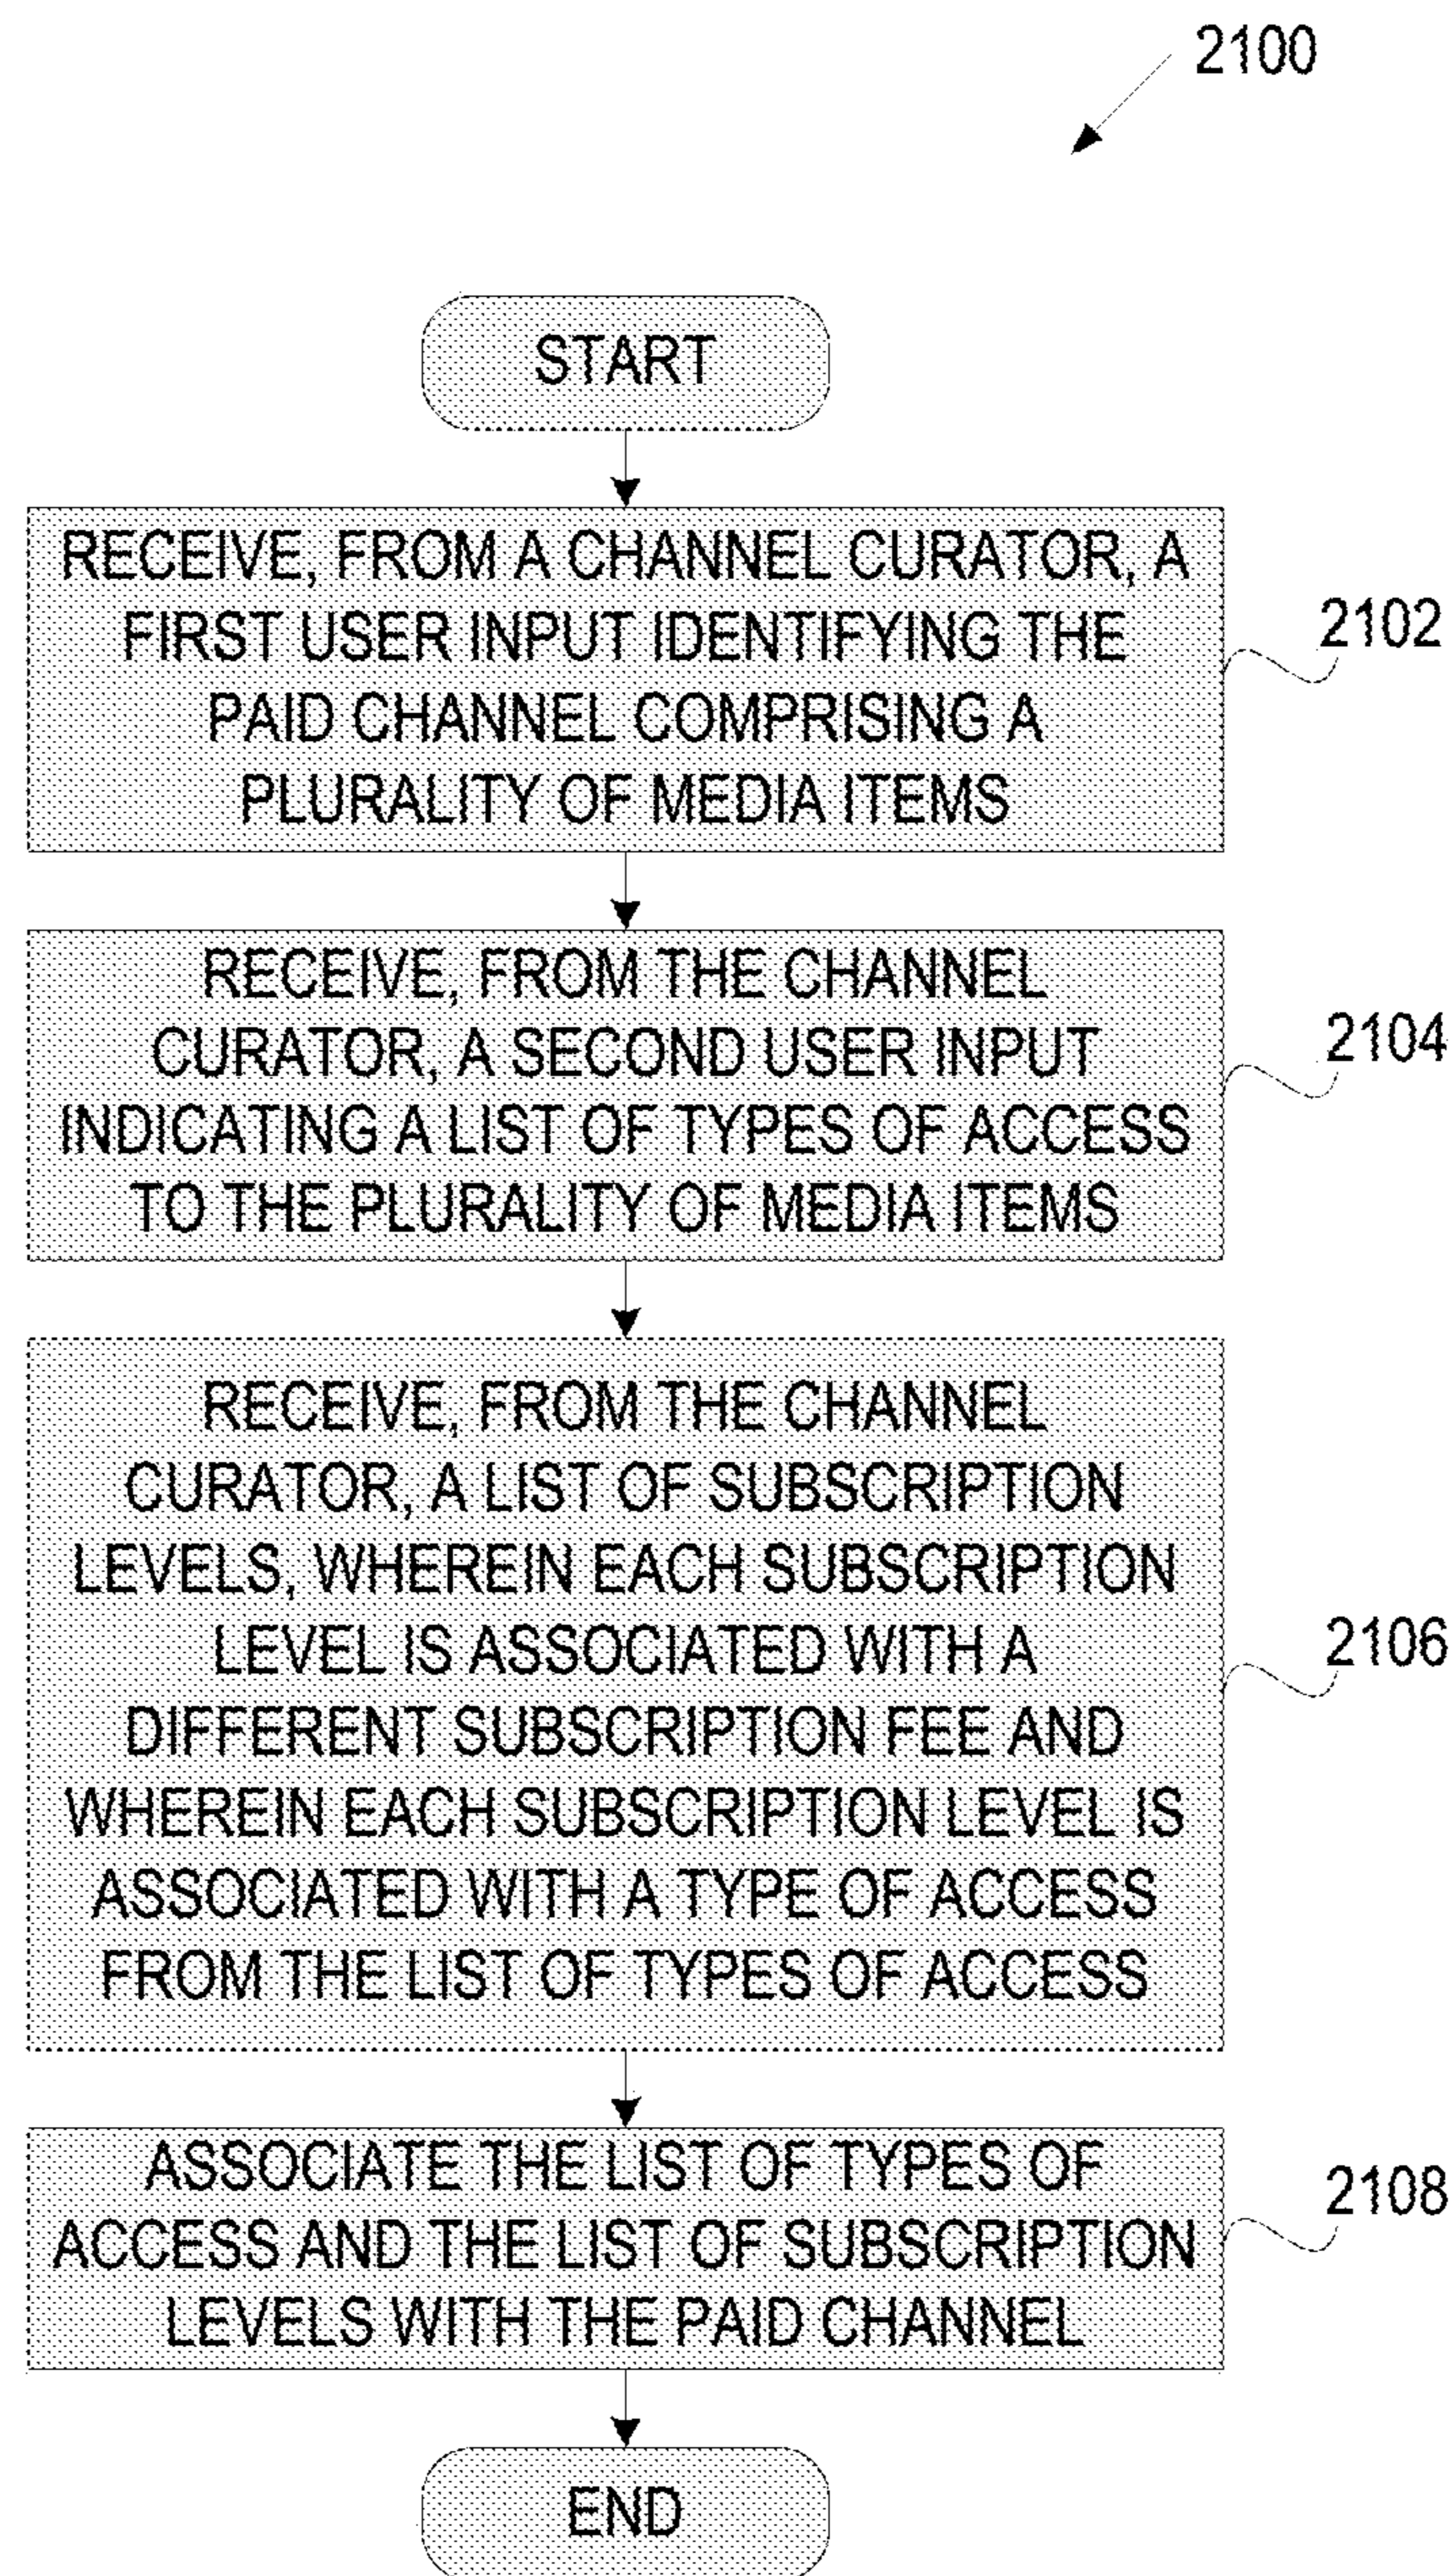 2100
START
RECEIVE, FROM A CHANNEL CURATOR, A
FIRST USER INPUT IDENTIFYING THE
PAID CHANNEL COMPRISING A
PLURALITY OF MEDIA ITEMS
2102
RECEIVE, FROM THE CHANNEL
CURATOR, A SECOND USER INPUT
INDICATING A LIST OF TYPES OF ACCESS
TO THE PLURALITY OF MEDIA ITEMS
2104
RECEIVE, FROM THE CHANNEL
CURATOR, A LIST OF SUBSCRIPTION
LEVELS, WHEREIN EACH SUBSCRIPTION
LEVEL IS ASSOCIATED WITH A
DIFFERENT SUBSCRIPTION FEE AND
WHEREIN EACH SUBSCRIPTION LEVEL IS
ASSOCIATED WITH A TYPE OF ACCESS
FROM THE LIST OF TYPES OF ACCESS
2106
ASSOCIATE THE LIST OF TYPES OF
ACCESS AND THE LIST OF SUBSCRIPTION
LEVELS WITH THE PAID CHANNEL
2108
END